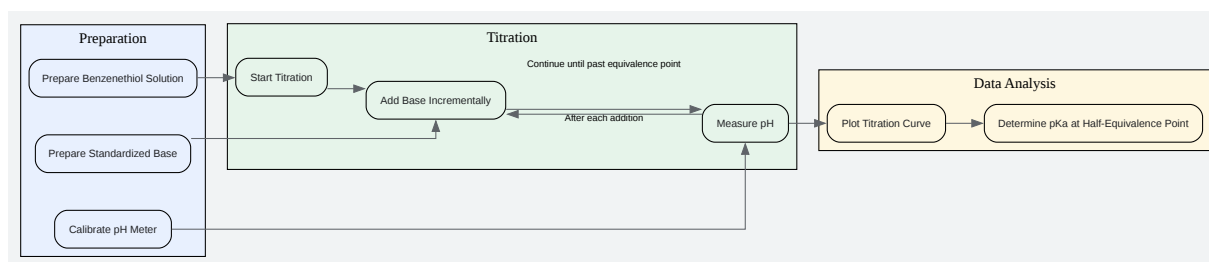 Preparation
Prepare Benzenethiol Solution
Prepare Standardized Base
Calibrate pH Meter
Titration
Start Titration
Continue until past equivalence point
Add Base Incrementally
After each addition
Measure pH
Data Analysis
Plot Titration Curve
Determine pKa at Half-Equivalence Point